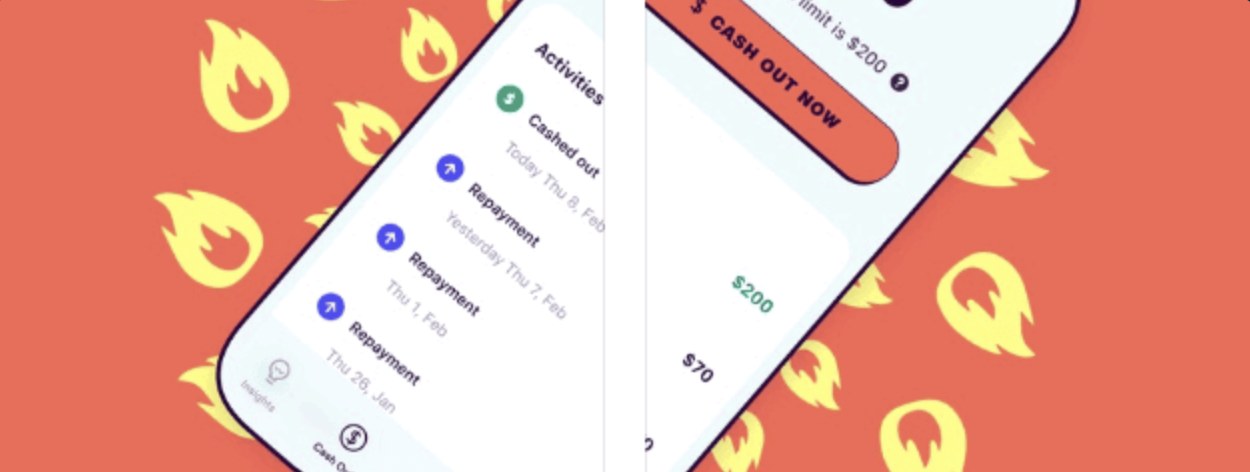 Activities
Cashed out
Today Thu 8, Feb
Repayment
Yesterday Thu 7, Feb
Repayment
Thu 1, Feb
Repayment
Thu 26, Jan
Insights
Cash
limit is $200 ?
$ CASH OUT NOW
$200
$70